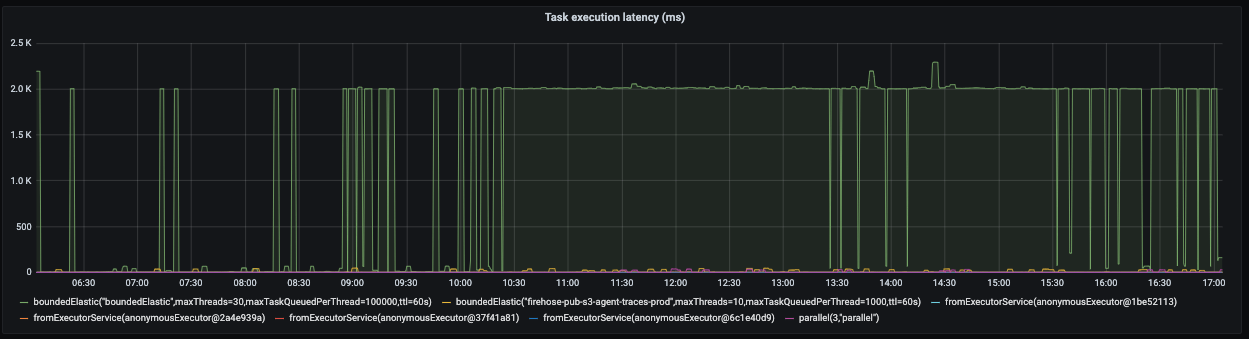 Task execution latency (ms)
2.5 K
2.0 K
1.5 K
1.0 K
500
0
06:30 07:00 07:30 08:00 08:30 09:00 09:30 10:00 10:30 11:00 11:30 12:00 12:30 13:00 13:30 14:00 14:30 15:00 15:30 16:00 16:30 17:00
boundedElastic("boundedElastic",maxThreads=30,maxTaskQueuedPerThread=100000,ttl=60s) boundedElastic("firehose-pub-s3-agent-traces-prod",maxThreads=10,maxTaskQueuedPerThread=1000,ttl=60s) fromExecutorService(anonymousExecutor@1be52113)
fromExecutorService(anonymousExecutor@2a4e939a) fromExecutorService(anonymousExecutor@37f41a81) fromExecutorService(anonymousExecutor@6c1e40d9) parallel(3,"parallel")